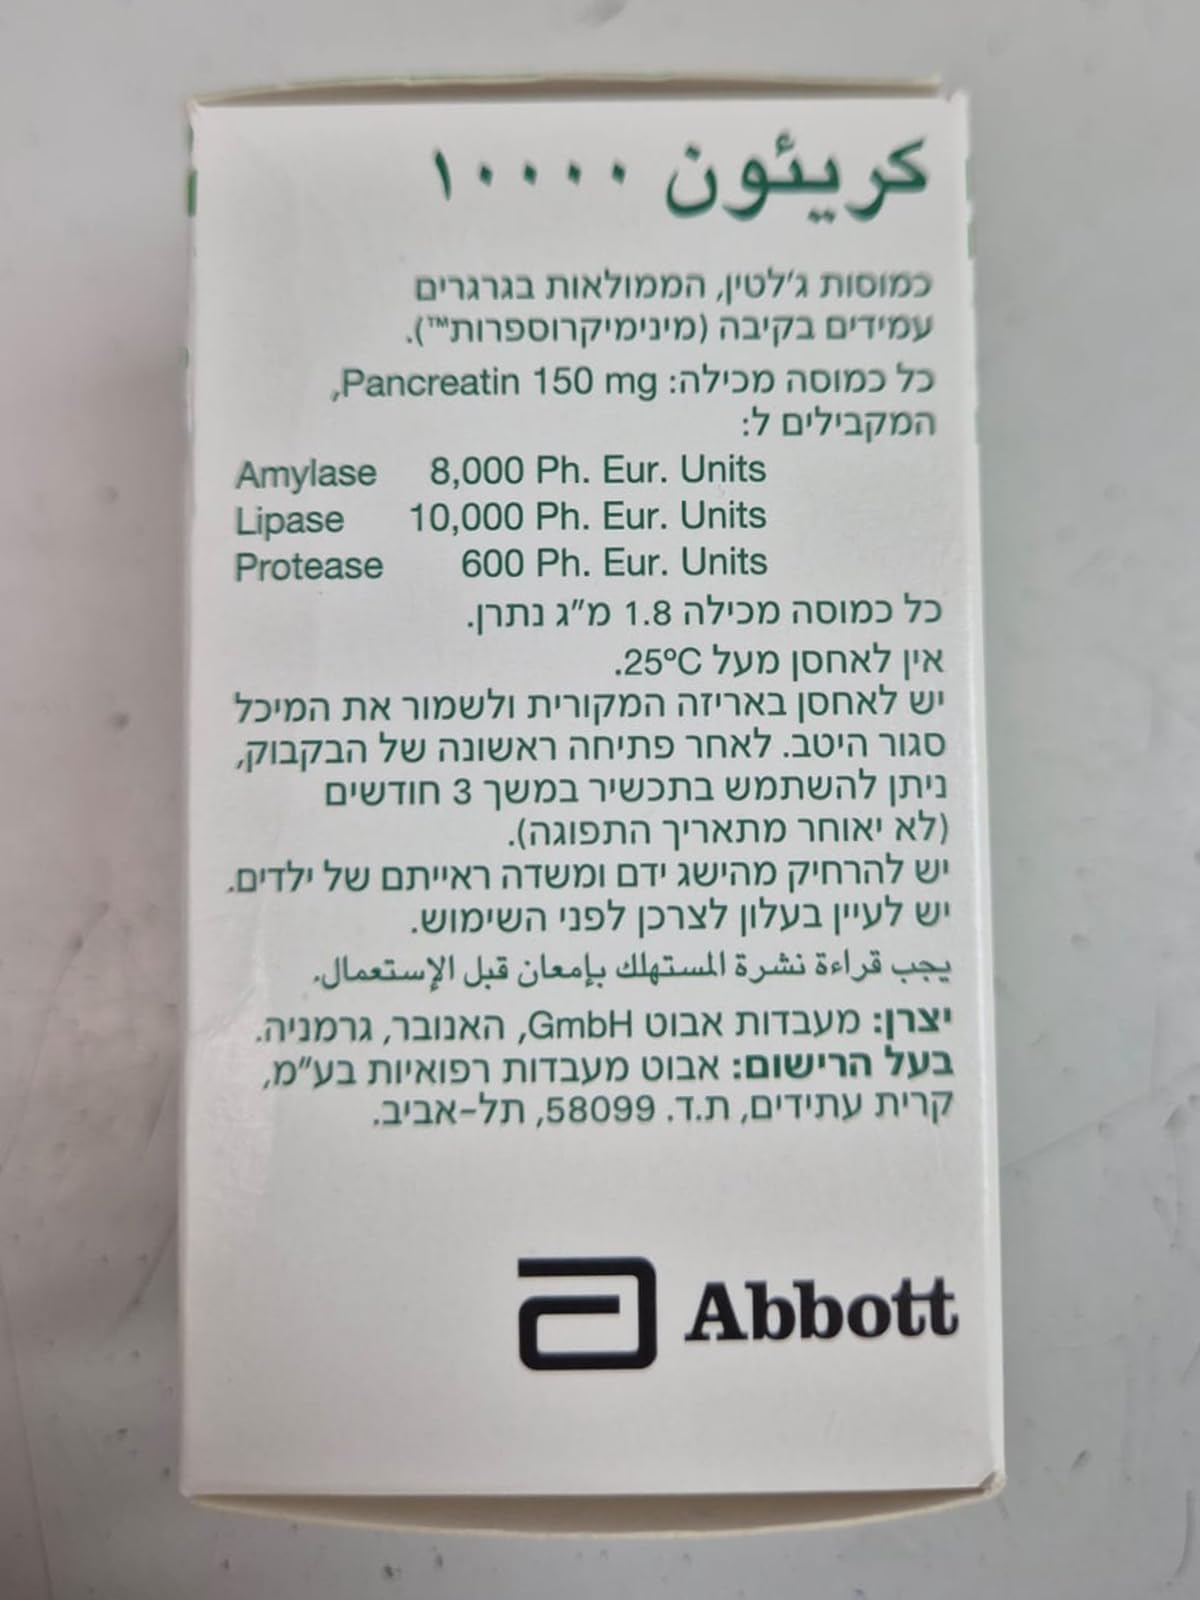 كريئون ١٠٠٠٠
כמוסות ג'לטין, הממולאות בגרגרים
עמידים בקיבה (מינימיקרוספרות™).
כל כמוסה מכילה: Pancreatin 150 mg,
המקבילים ל:
Amylase 8,000 Ph. Eur. Units
Lipase 10,000 Ph. Eur. Units
Protease 600 Ph. Eur. Units
כל כמוסה מכילה 1.8 מ"ג נתרן.
אין לאחסן מעל 25°C.
יש לאחסן באריזה המקורית ולשמור את המיכל
סגור היטב. לאחר פתיחה ראשונה של הבקבוק,
ניתן להשתמש בתכשיר במשך 3 חודשים
(לא יאוחר מתאריך התפוגה).
יש להרחיק מהישג ידם ומשדה ראייתם של ילדים.
יש לעיין בעלון לצרכן לפני השימוש.
يجب قراءة نشرة المستهلك بإمعان قبل الإستعمال.
יצרן: מעבדות אבוט GmbH, האנובר, גרמניה.
בעל הרישום: אבוט מעבדות רפואיות בע"מ,
קרית עתידים, ת.ד. 58099, תל-אביב.
Abbott